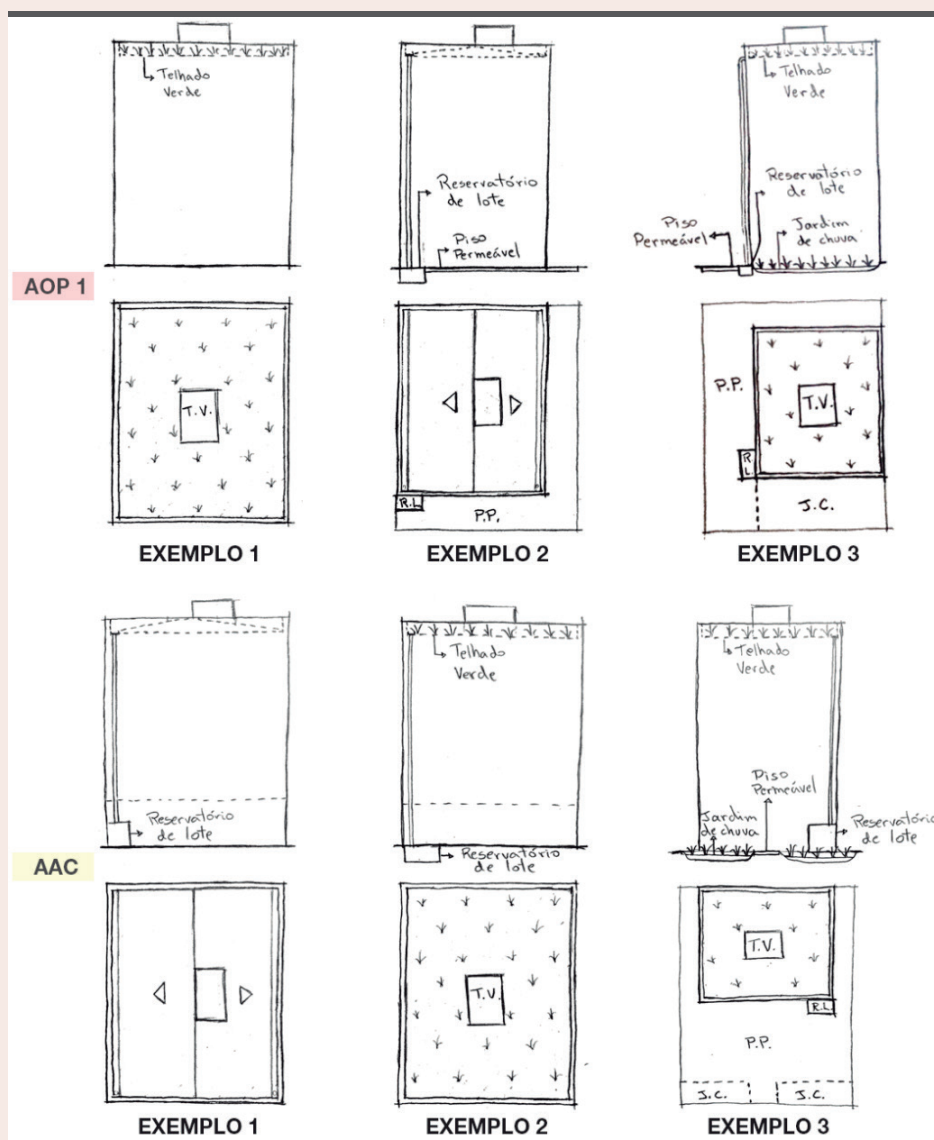 Telhado
Verde
Reservatório
de lote
Piso
Permeável
Telhado
Verde
Reservatório
de lote
Piso
Permeável
Jardim
de chuva
AOP 1
T.V.
R.L
P.P.
P.P.
T.V.
R.
L
J.C.
EXEMPLO 1
EXEMPLO 2
EXEMPLO 3
Reservatório
de lote
Telhado
Verde
Reservatório
de lote
Telhado
Verde
Piso
Permeável
Jardim
de chuva
Reservatório
de lote
AAC
T.V.
T.V.
R.L
P.P.
J.C.
J.C.
EXEMPLO 1
EXEMPLO 2
EXEMPLO 3